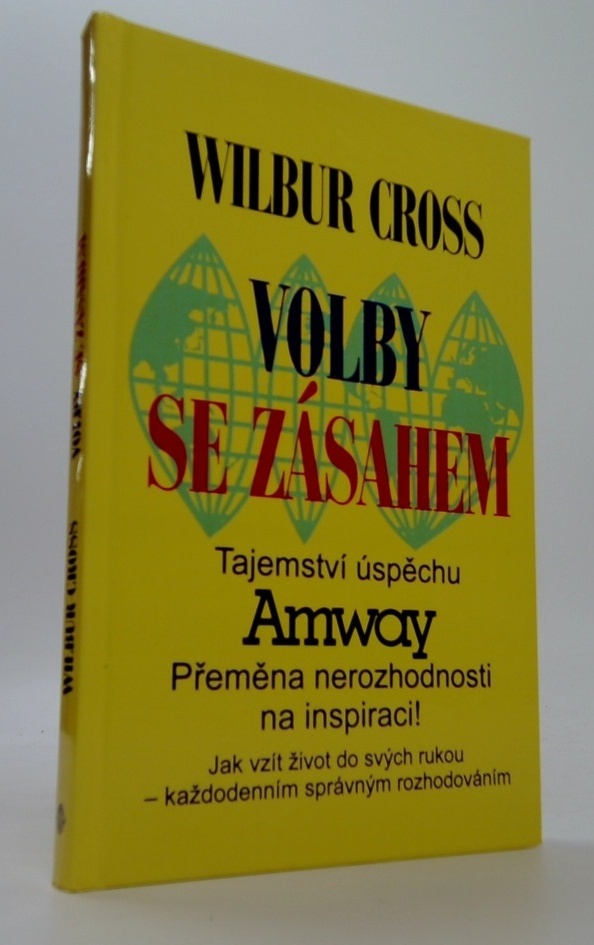 WILBUR CROSS
VOLBY
SE ZÁSAHEM
Tajemství úspěchu
Amway
Přeměna nerozhodnosti
na inspiraci!
Jak vzít život do svých rukou
– každodenním správným rozhodováním
WILBUR CROSS VOLBY SE ZÁSAHEM